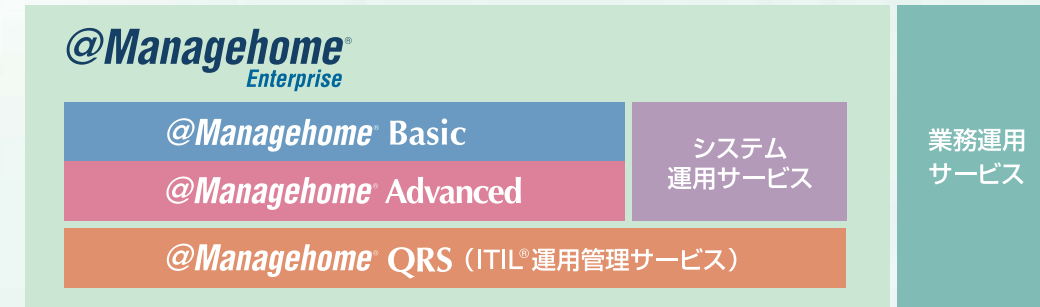 @Managehome®
Enterprise
@Managehome® Basic
@Managehome® Advanced
システム
運用サービス
@Managehome® QRS（ITIL®運用管理サービス）
業務運用
サービス